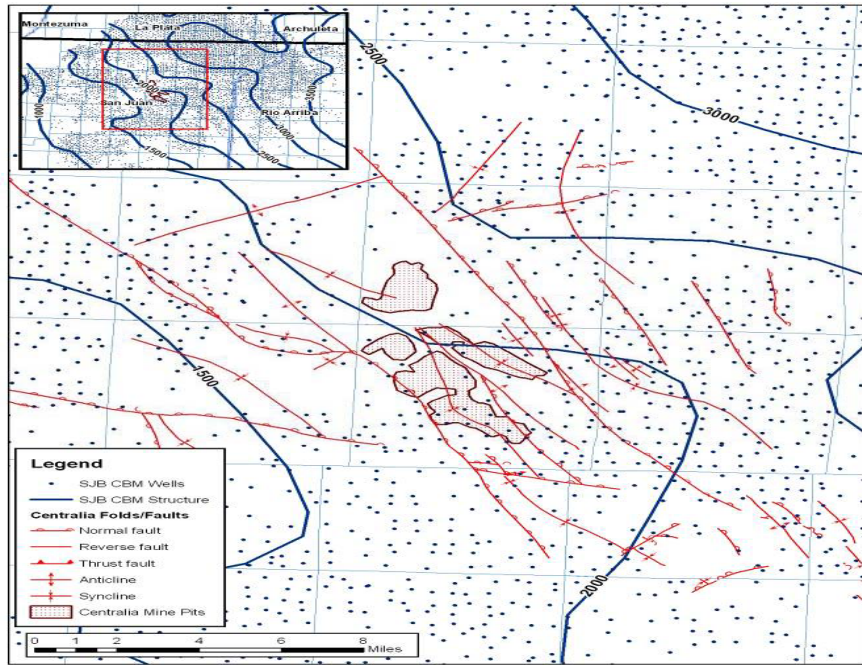 Montezuma
La Plata
Archuleta
San Juan
Rio Arriba
1000
2000
1500
2500
3000
2500
2500
3000
1500
2000
Legend
SJB CBM Wells
SJB CBM Structure
Centralia Folds/Faults
Normal fault
Reverse fault
Thrust fault
Anticline
Syncline
Centralia Mine Pits
0 1 2 4 6 8
Miles